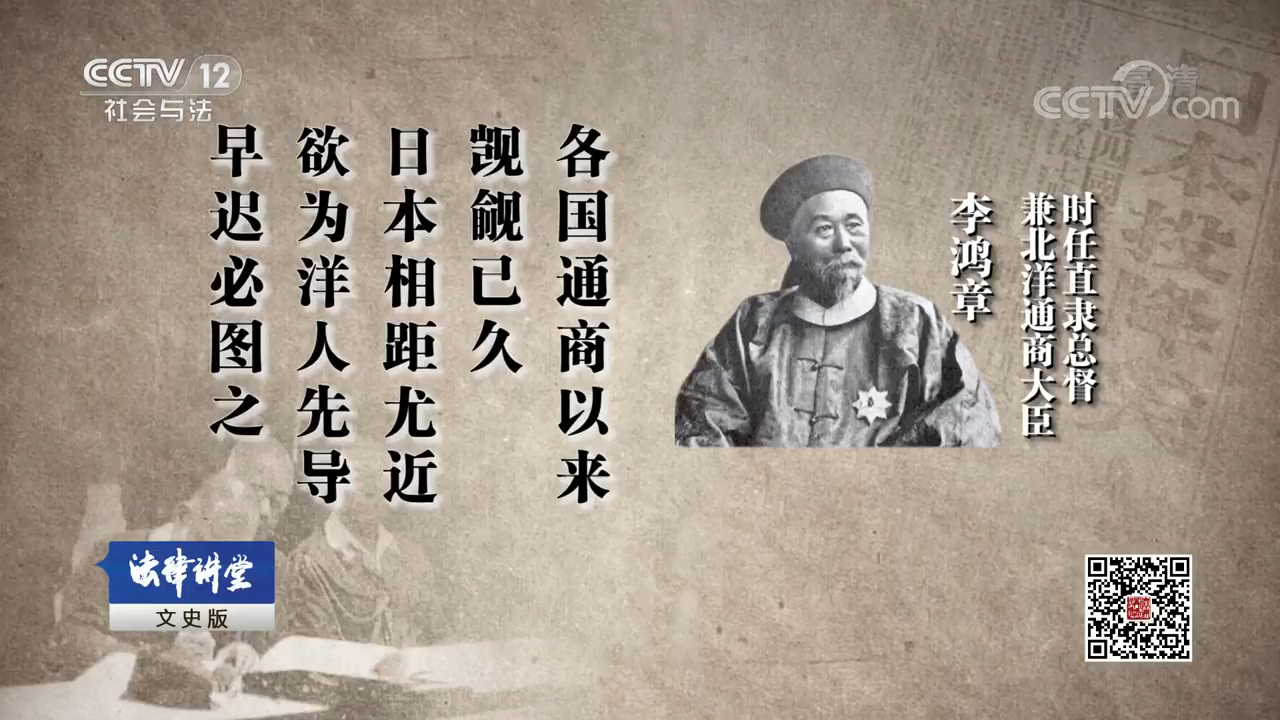 CCTV 12
社会与法
高清
CCTV.com
时任直隶总督
兼北洋通商大臣
李鸿章
各国通商以来
觊觎已久
日本相距尤近
欲为洋人先导
早迟必图之
法律讲堂
文史版